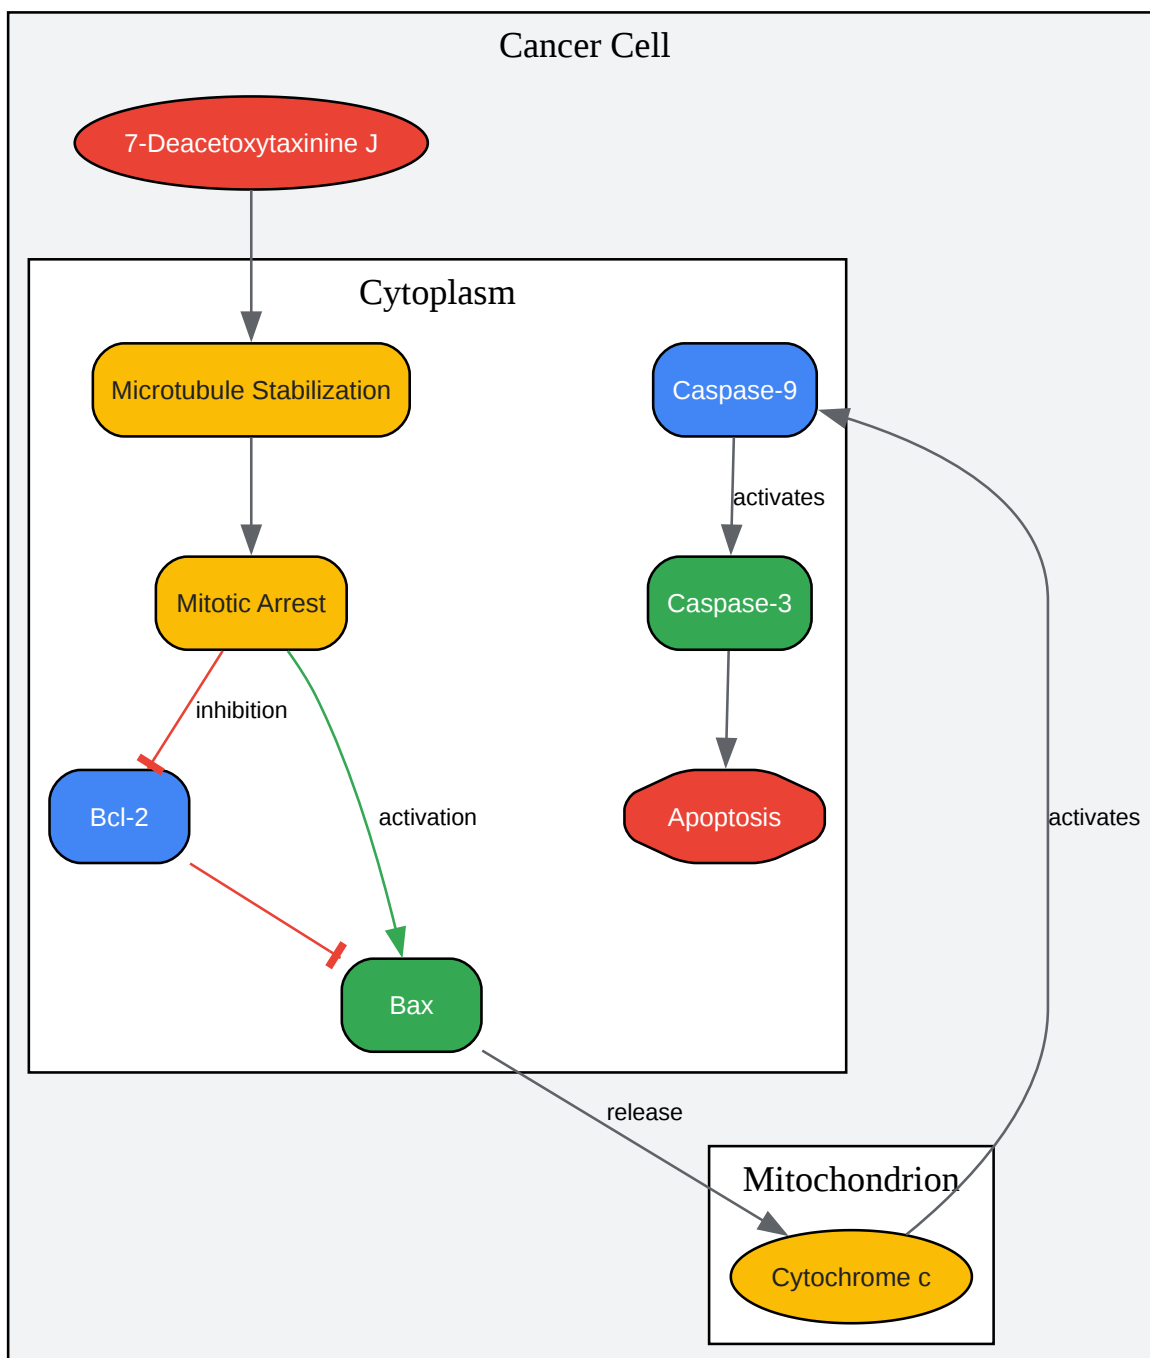 Cancer Cell
7-Deacetoxytaxinine J
Cytoplasm
Microtubule Stabilization
Caspase-9
activates
Mitotic Arrest
Caspase-3
inhibition
Bcl-2
activation
Apoptosis
activates
Bax
release
Mitochondrion
Cytochrome c